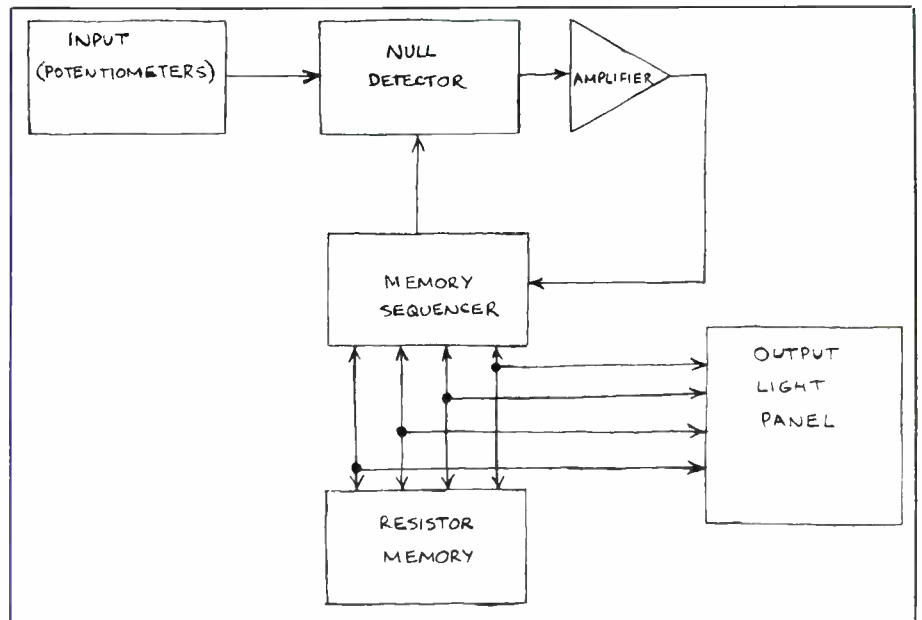 INPUT
(POTENTIOMETERS)
NULL
DETECTOR
AMPLIFIER
MEMORY
SEQUENCER
OUTPUT
LIGHT
PANEL
RESISTOR
MEMORY